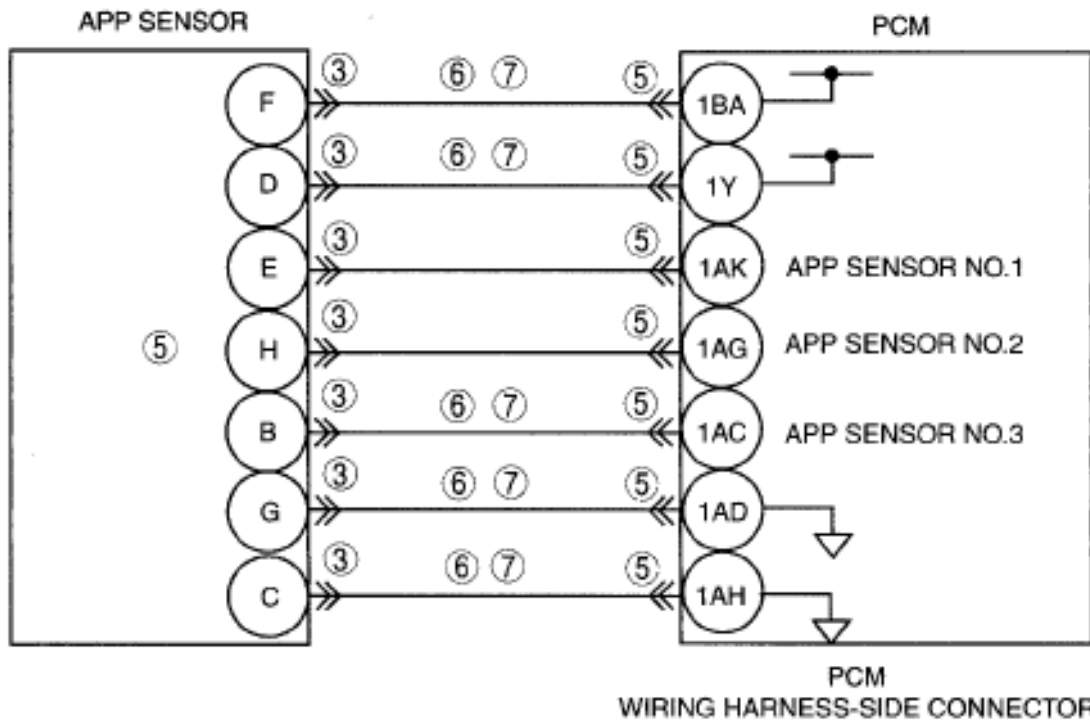 APP SENSOR
PCM
F ③ ⑥ ⑦ ⑤ 1BA
D ③ ⑥ ⑦ ⑤ 1Y
E ③ ⑤ 1AK APP SENSOR NO.1
⑤ H ③ ⑤ 1AG APP SENSOR NO.2
B ③ ⑥ ⑦ ⑤ 1AC APP SENSOR NO.3
G ③ ⑥ ⑦ ⑤ 1AD
C ③ ⑥ ⑦ ⑤ 1AH
PCM
WIRING HARNESS-SIDE CONNECTOR